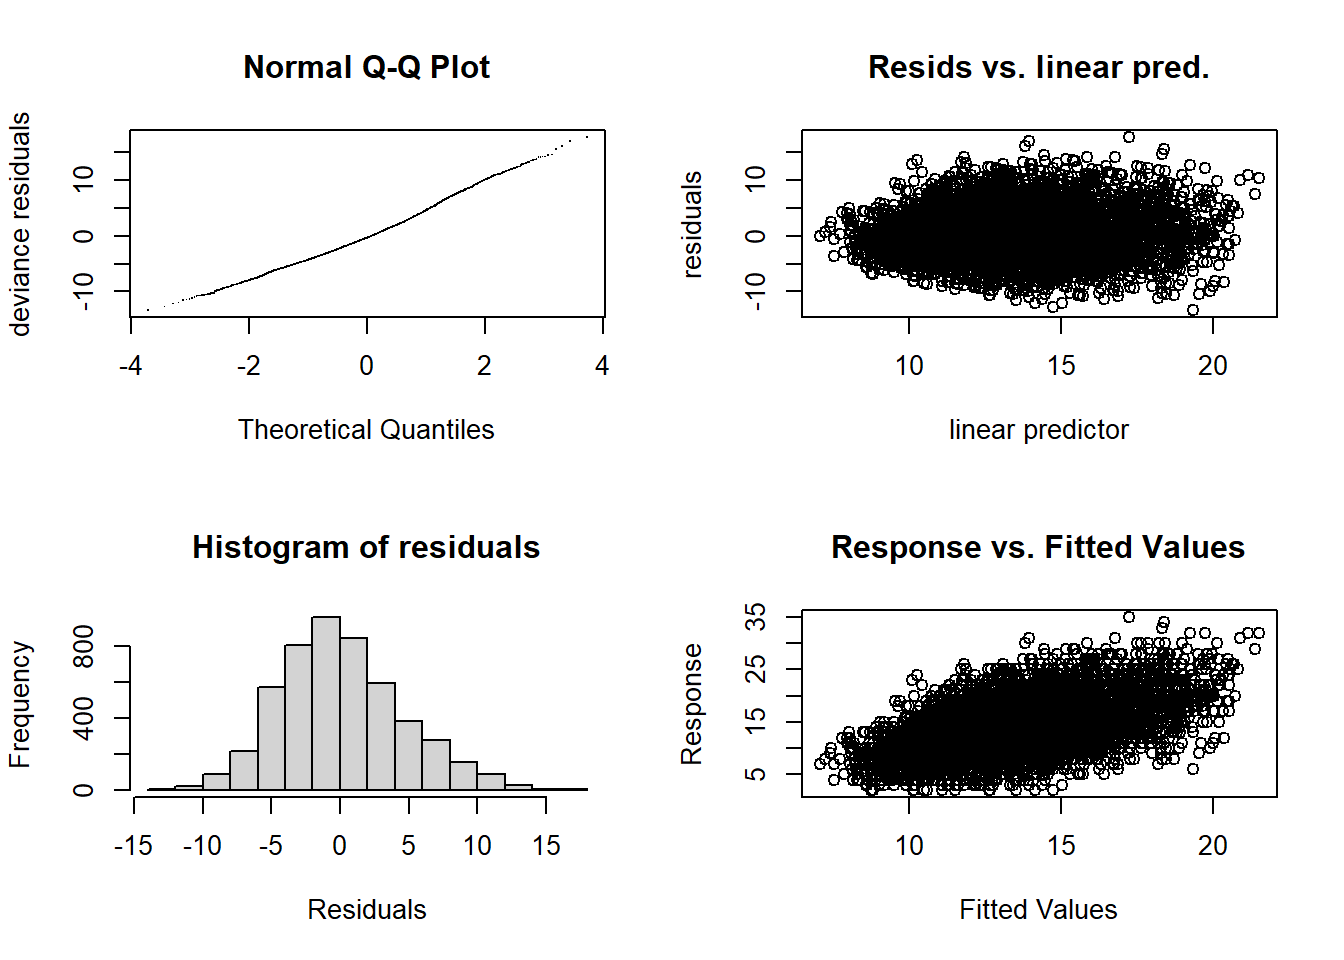 Normal Q-Q Plot
deviance residuals
-10 0 10
-4 -2 0 2 4
Theoretical Quantiles
Resids vs. linear pred.
residuals
-10 0 10
10 15 20
linear predictor
Histogram of residuals
Frequency
0 400 800
-15 -10 -5 0 5 10 15
Residuals
Response vs. Fitted Values
Response
5 15 25 35
10 15 20
Fitted Values